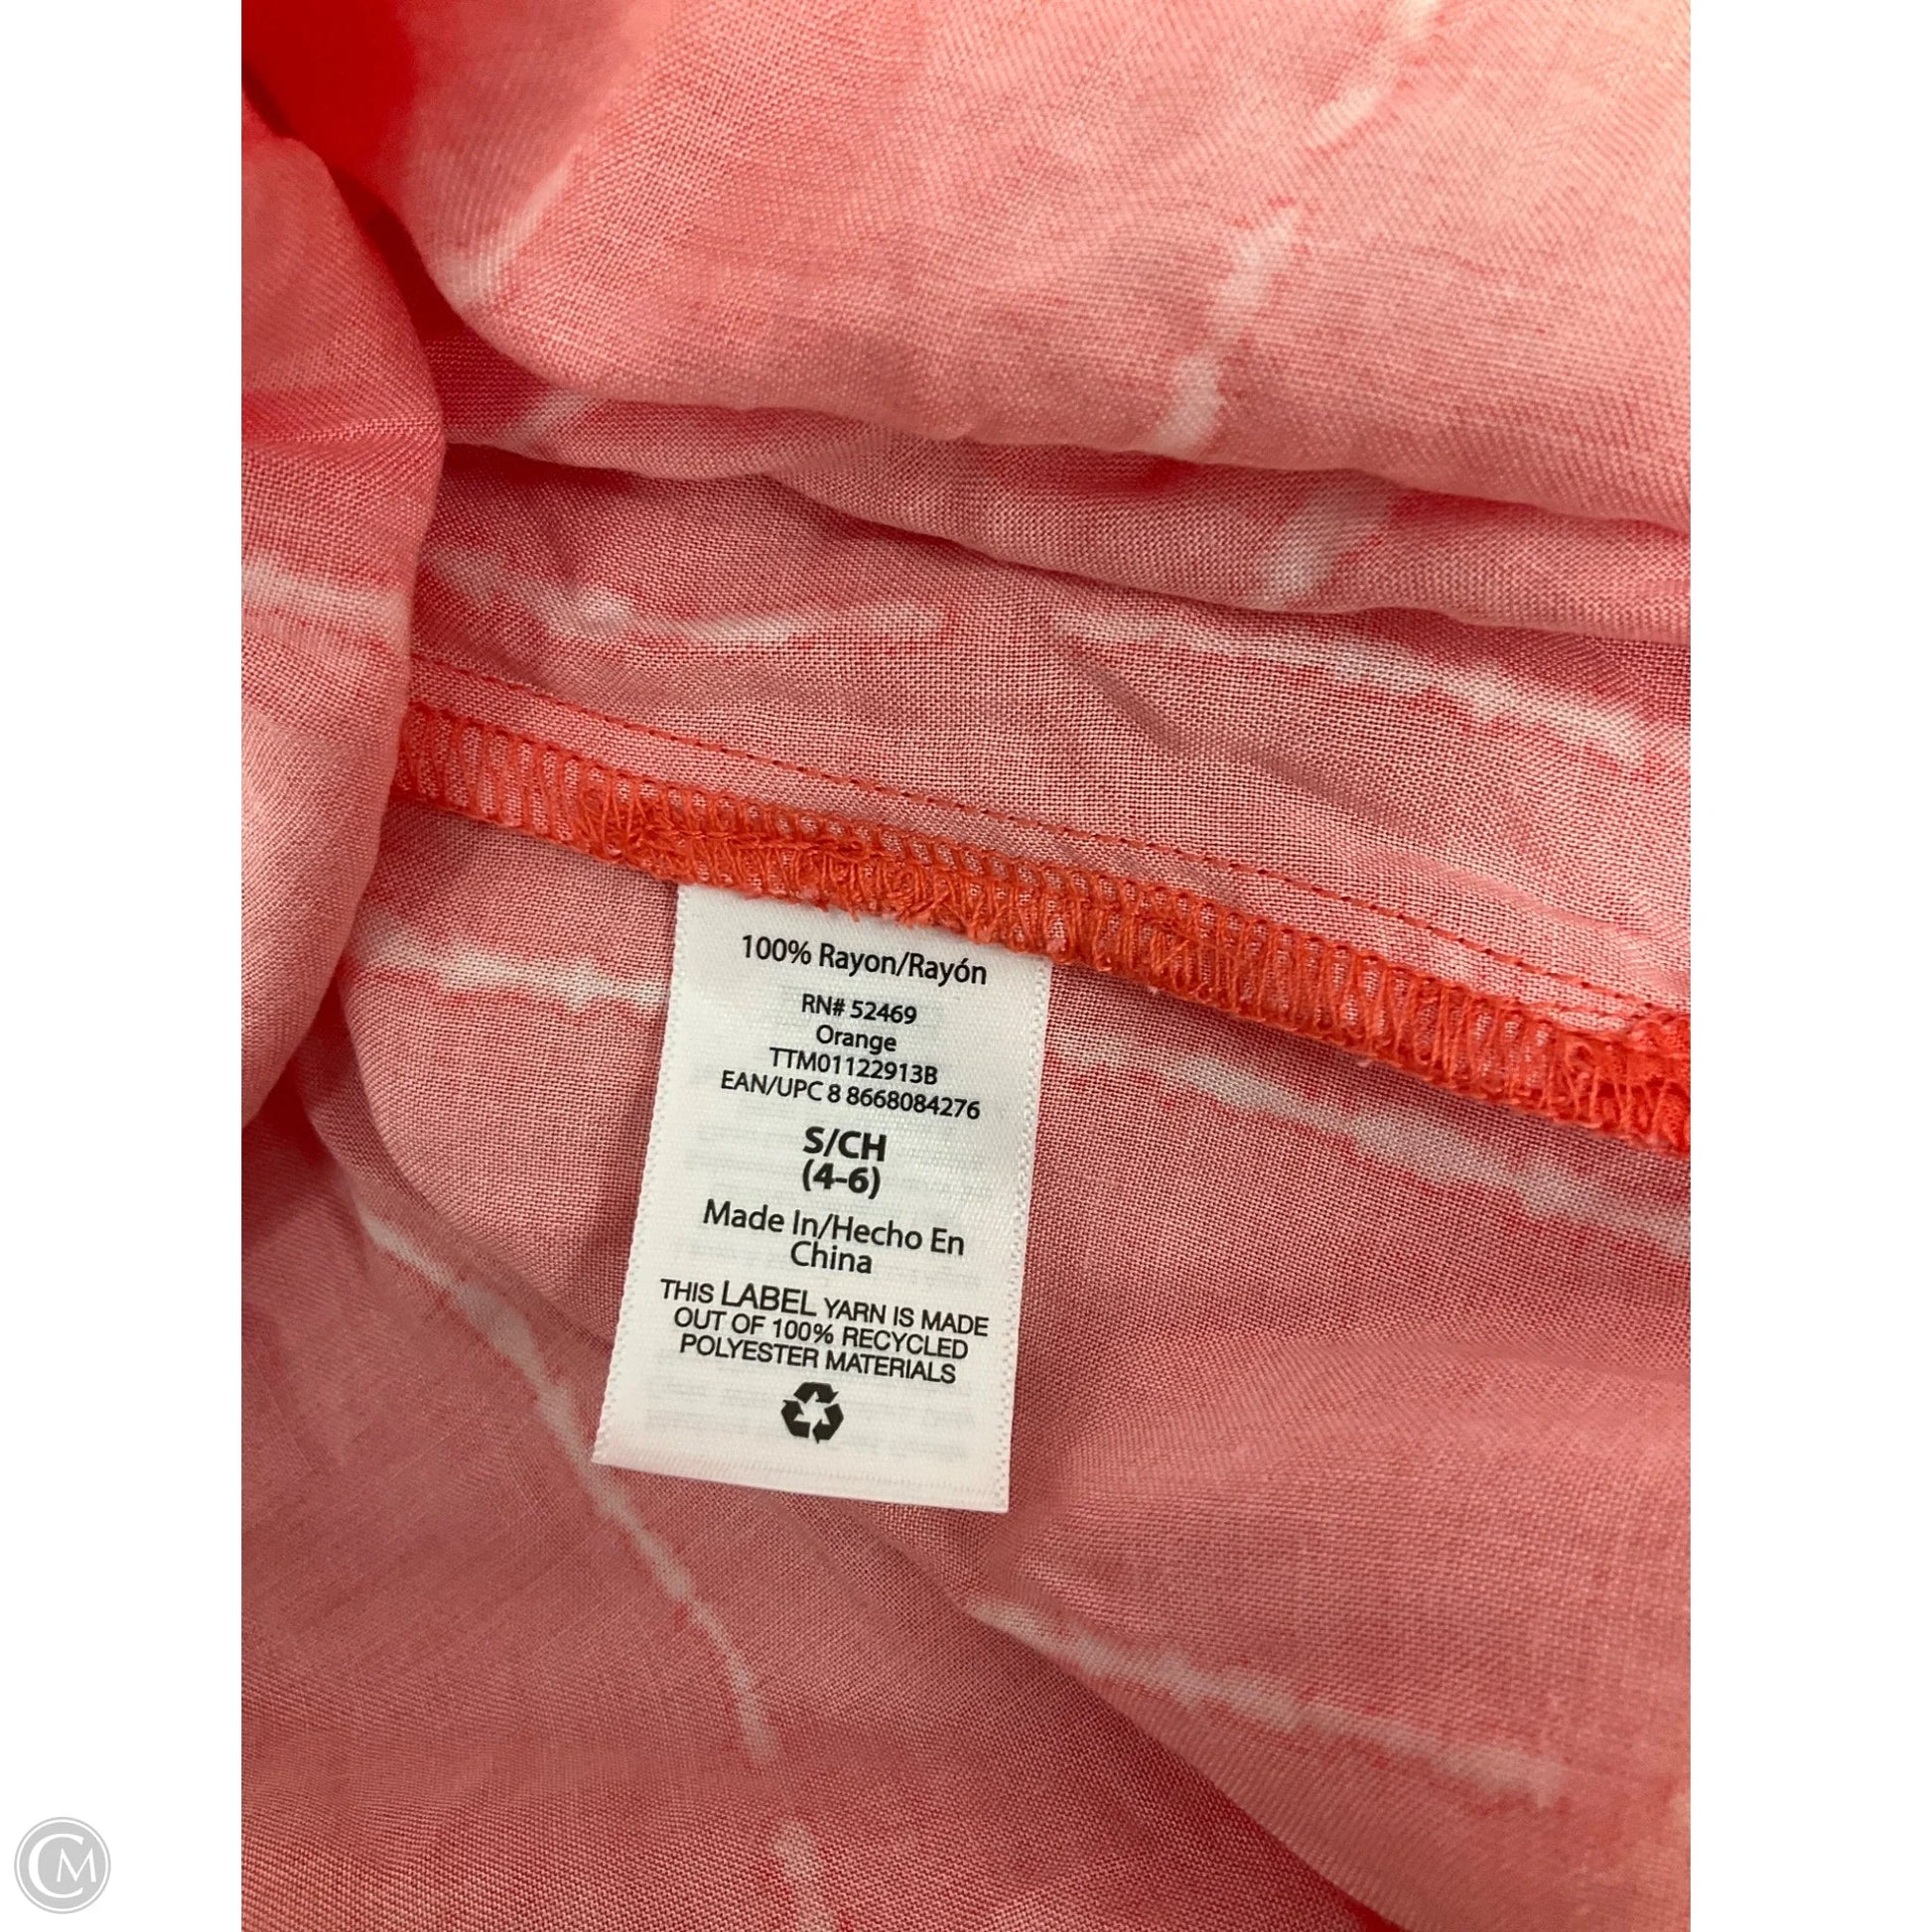 100% Rayon/Rayón
RN# 52469
Orange
TTM01122913B
EAN/UPC 8 8668084276
S/CH
(4-6)
Made In/Hecho En
China
THIS LABEL YARN IS MADE
OUT OF 100% RECYCLED
POLYESTER MATERIALS
CM